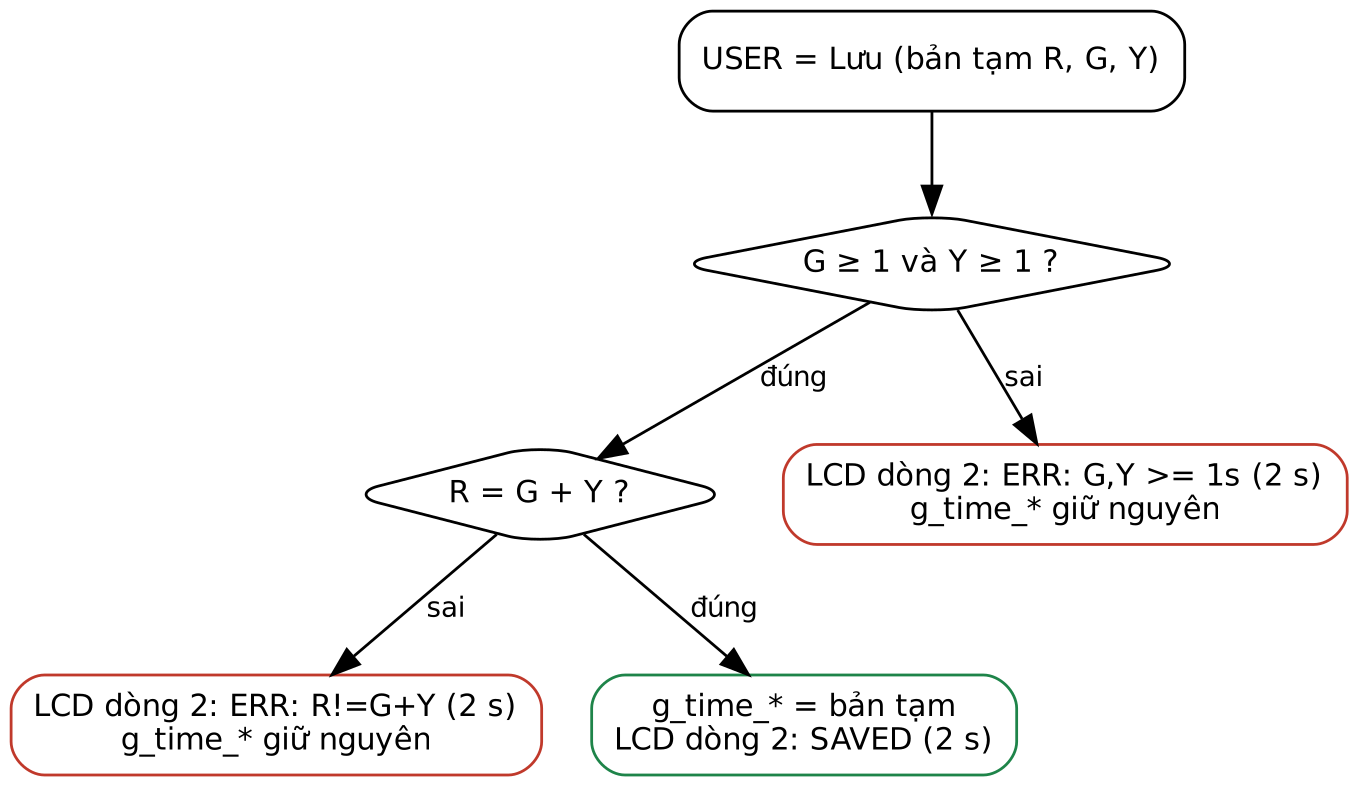 USER = Lưu (bản tạm R, G, Y)
G ≥ 1 và Y ≥ 1 ?
đúng
sai
R = G + Y ?
LCD dòng 2: ERR: G,Y >= 1s (2 s)
g_time_* giữ nguyên
sai
đúng
LCD dòng 2: ERR: R!=G+Y (2 s)
g_time_* giữ nguyên
g_time_* = bản tạm
LCD dòng 2: SAVED (2 s)